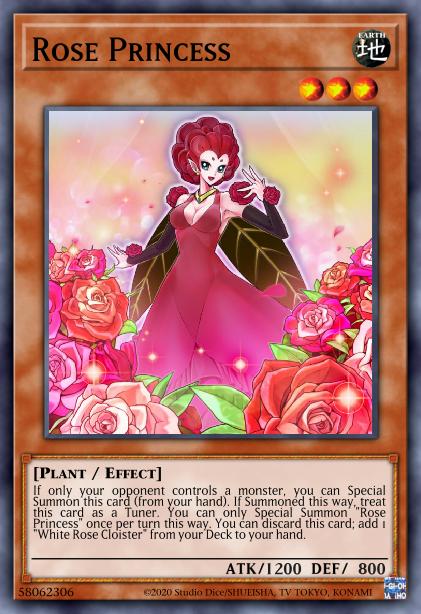 Rose Princess
EARTH
地
[Plant / Effect]
If only your opponent controls a monster, you can Special
Summon this card (from your hand). If Summoned this way, treat
this card as a Tuner. You can only Special Summon "Rose
Princess" once per turn this way. You can discard this card; add 1
"White Rose Cloister" from your Deck to your hand.
ATK/1200 DEF/ 800
58062306
©2020 Studio Dice/SHUEISHA, TV TOKYO, KONAMI